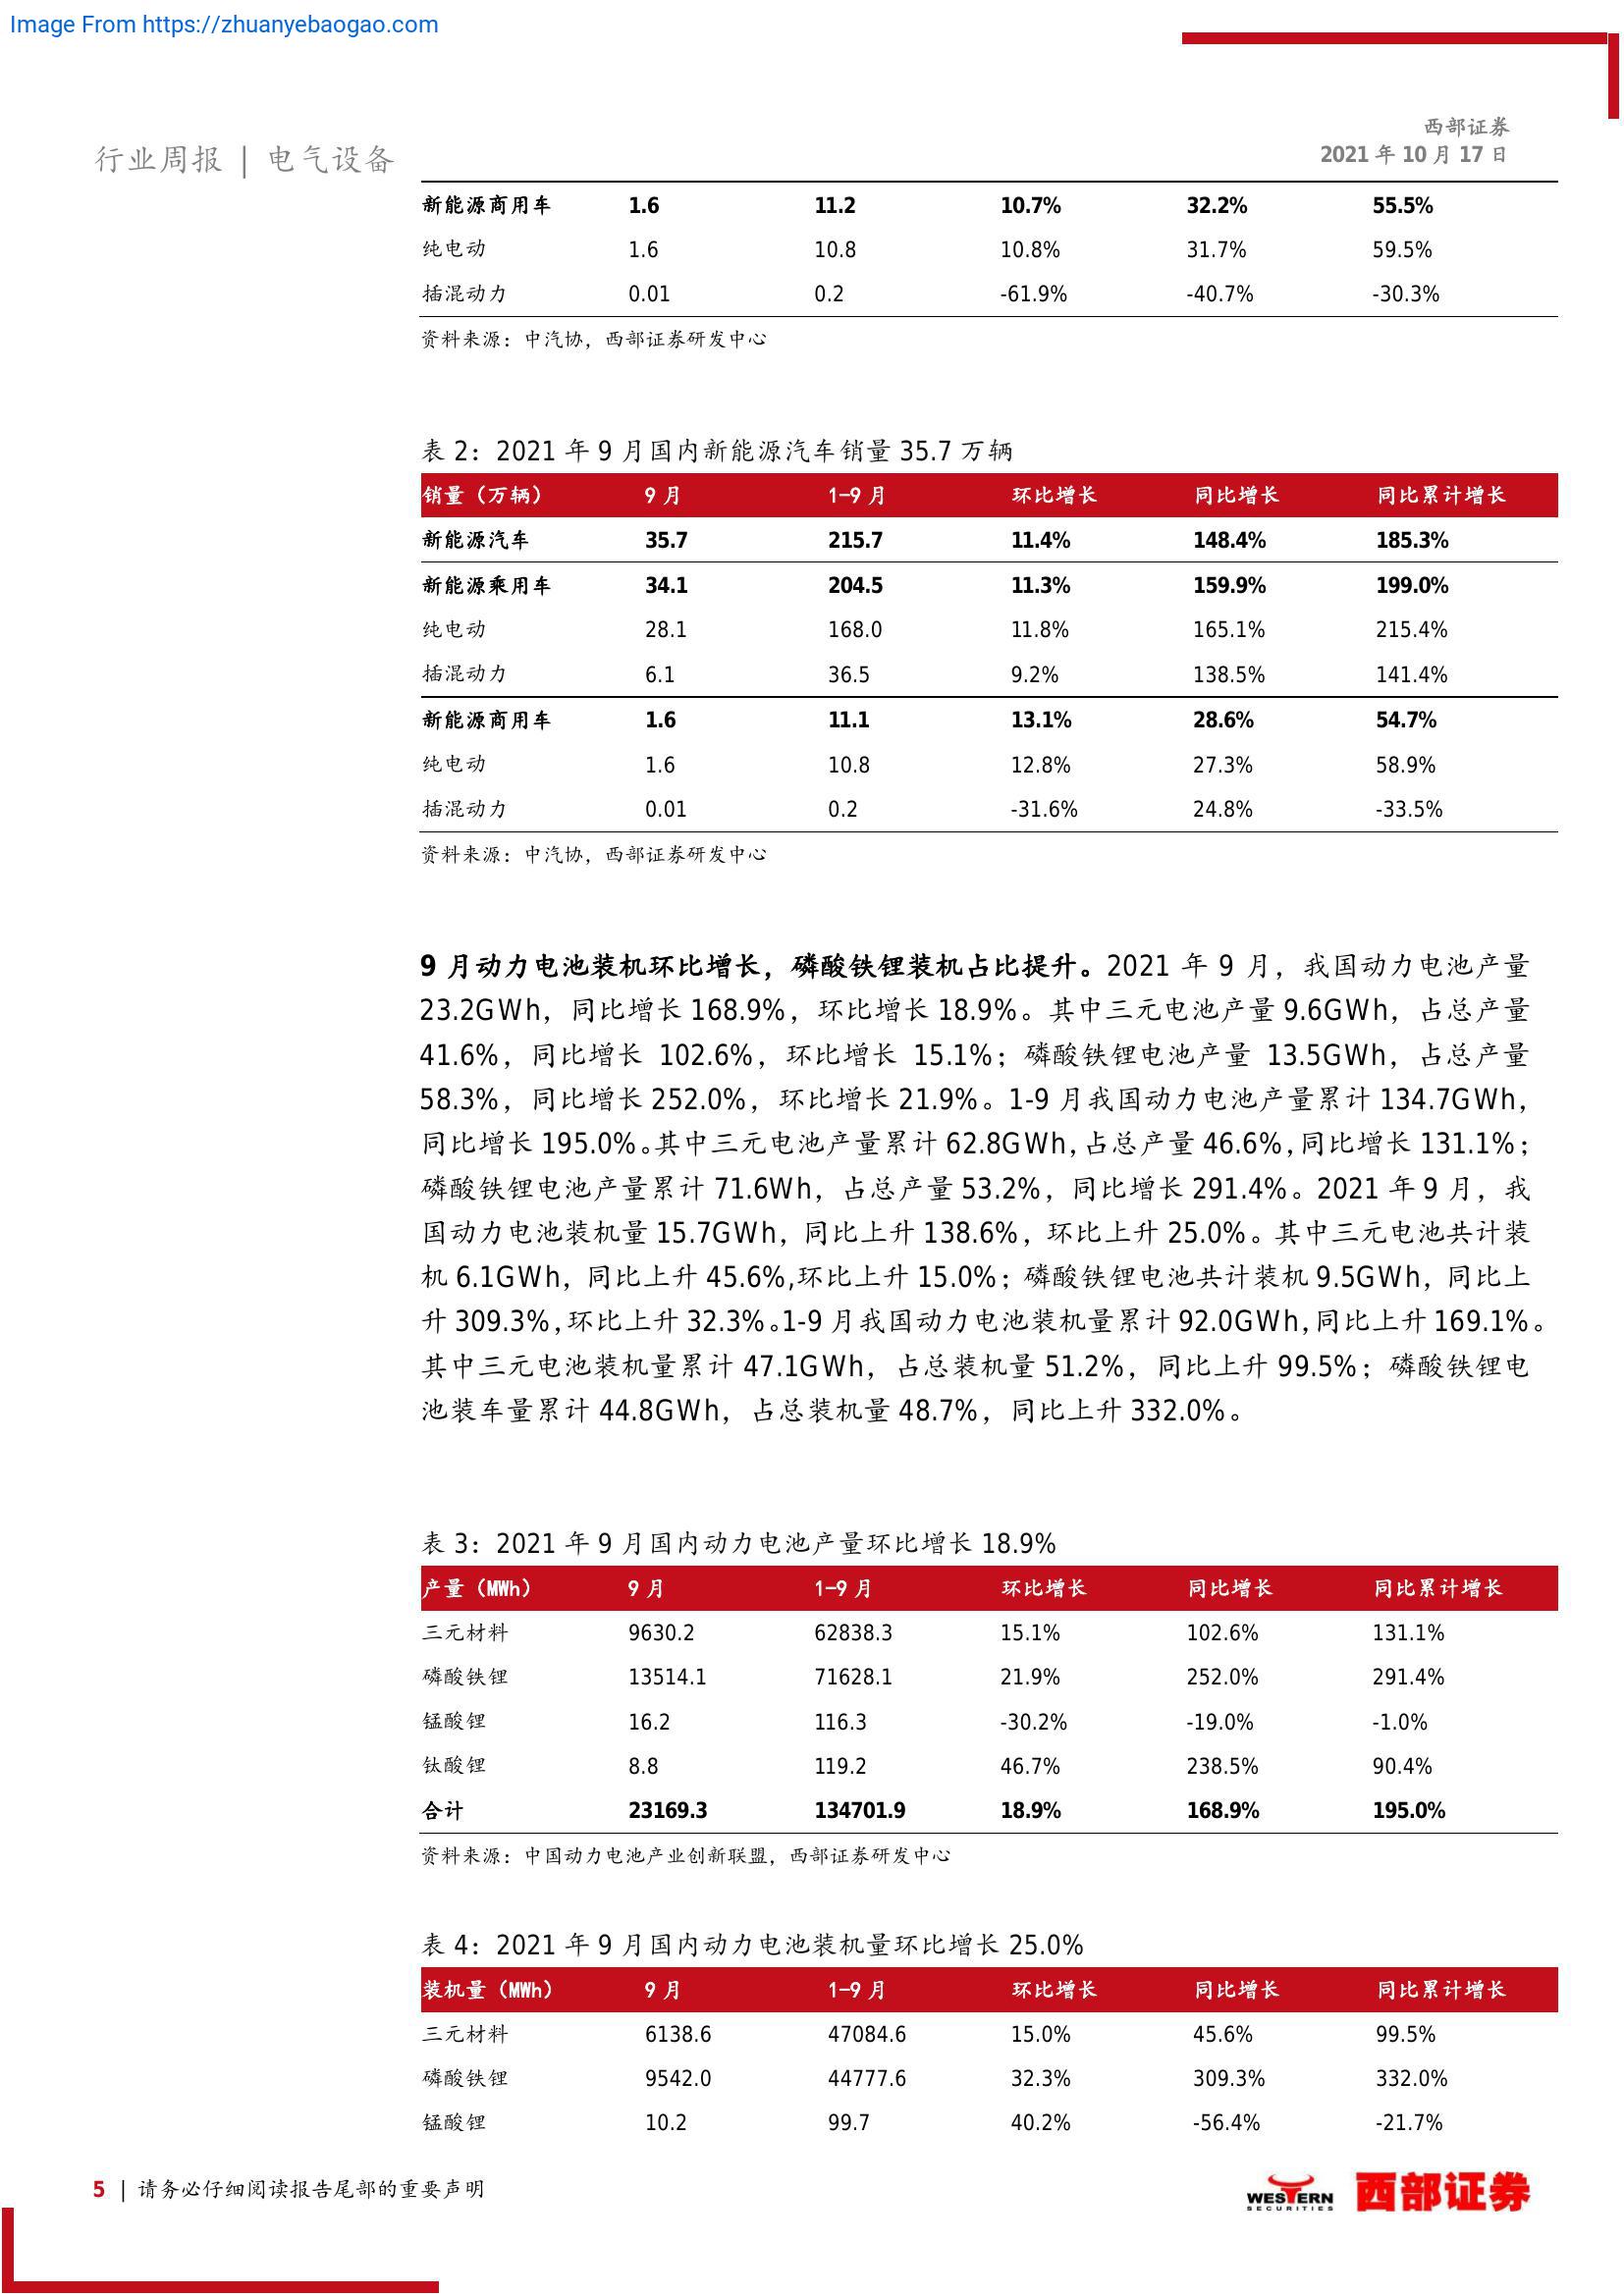 Image From https://zhuanyebaogao.com
西部证券
2021 年 10 月 17 日
行业周报 | 电气设备
新能源商用车 1.6 11.2 10.7% 32.2% 55.5%
纯电动 1.6 10.8 10.8% 31.7% 59.5%
插混动力 0.01 0.2 -61.9% -40.7% -30.3%
资料来源：中汽协，西部证券研发中心
表 2：2021 年 9 月国内新能源汽车销量 35.7 万辆
销量（万辆） 9 月 1-9 月 环比增长 同比增长 同比累计增长
新能源汽车 35.7 215.7 11.4% 148.4% 185.3%
新能源乘用车 34.1 204.5 11.3% 159.9% 199.0%
纯电动 28.1 168.0 11.8% 165.1% 215.4%
插混动力 6.1 36.5 9.2% 138.5% 141.4%
新能源商用车 1.6 11.1 13.1% 28.6% 54.7%
纯电动 1.6 10.8 12.8% 27.3% 58.9%
插混动力 0.01 0.2 -31.6% 24.8% -33.5%
资料来源：中汽协，西部证券研发中心
9 月动力电池装机环比增长，磷酸铁锂装机占比提升。2021 年 9 月，我国动力电池产量
23.2GWh，同比增长 168.9%，环比增长 18.9%。其中三元电池产量 9.6GWh，占总产量
41.6%，同比增长 102.6%，环比增长 15.1%；磷酸铁锂电池产量 13.5GWh，占总产量
58.3%，同比增长 252.0%，环比增长 21.9%。1-9 月我国动力电池产量累计 134.7GWh，
同比增长 195.0%。其中三元电池产量累计 62.8GWh，占总产量 46.6%，同比增长 131.1%；
磷酸铁锂电池产量累计 71.6Wh，占总产量 53.2%，同比增长 291.4%。2021 年 9 月，我
国动力电池装机量 15.7GWh，同比上升 138.6%，环比上升 25.0%。其中三元电池共计装
机 6.1GWh，同比上升 45.6%,环比上升 15.0%；磷酸铁锂电池共计装机 9.5GWh，同比上
升 309.3%,环比上升 32.3%。1-9 月我国动力电池装机量累计 92.0GWh，同比上升 169.1%。
其中三元电池装机量累计 47.1GWh，占总装机量 51.2%，同比上升 99.5%；磷酸铁锂电
池装车量累计 44.8GWh，占总装机量 48.7%，同比上升 332.0%。
表 3：2021 年 9 月国内动力电池产量环比增长 18.9%
产量（MWh） 9 月 1-9 月 环比增长 同比增长 同比累计增长
三元材料 9630.2 62838.3 15.1% 102.6% 131.1%
磷酸铁锂 13514.1 71628.1 21.9% 252.0% 291.4%
锰酸锂 16.2 116.3 -30.2% -19.0% -1.0%
钛酸锂 8.8 119.2 46.7% 238.5% 90.4%
合计 23169.3 134701.9 18.9% 168.9% 195.0%
资料来源：中国动力电池产业创新联盟，西部证券研发中心
表 4：2021 年 9 月国内动力电池装机量环比增长 25.0%
装机量（MWh） 9 月 1-9 月 环比增长 同比增长 同比累计增长
三元材料 6138.6 47084.6 15.0% 45.6% 99.5%
磷酸铁锂 9542.0 44777.6 32.3% 309.3% 332.0%
锰酸锂 10.2 99.7 40.2% -56.4% -21.7%
5 | 请务必仔细阅读报告尾部的重要声明
WESTERN
SECURITIES
西部证券